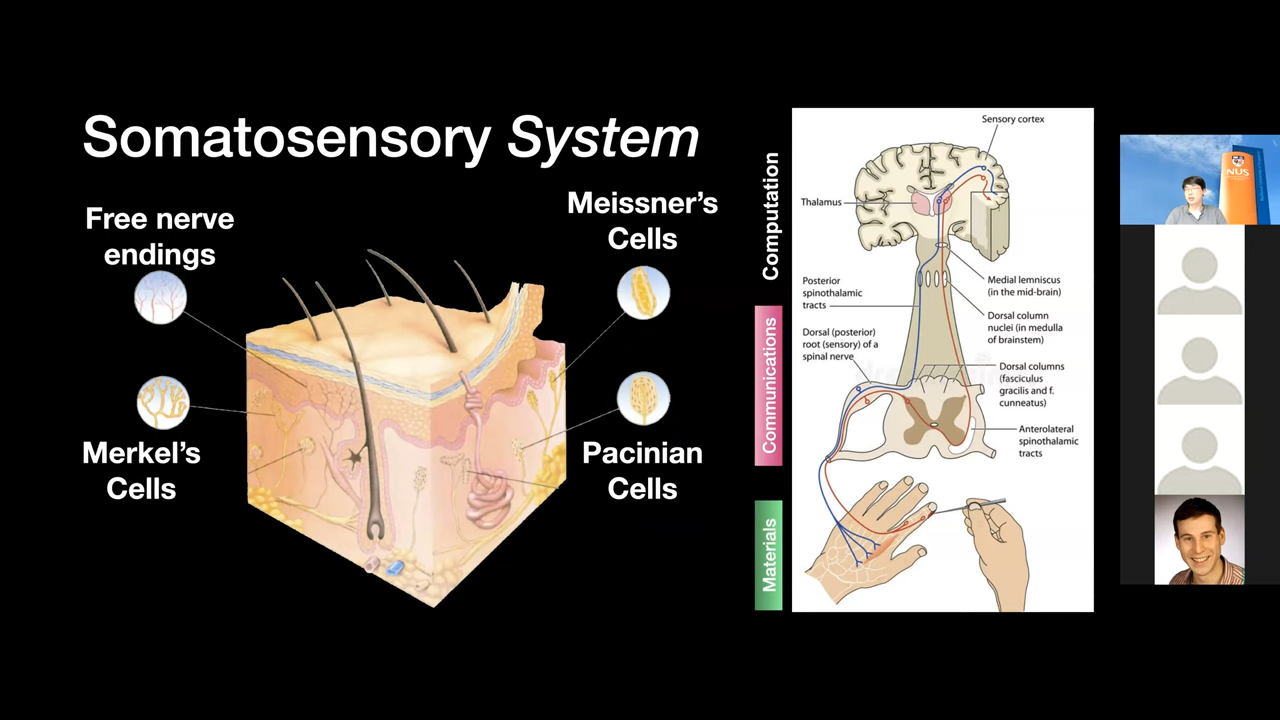 Somatosensory System
Free nerve
endings
Meissner's
Cells
Merkel's
Cells
Pacinian
Cells
Computation
Communications
Materials
Sensory cortex
Thalamus
Posterior
spinothalamic
tracts
Medial lemniscus
(in the mid-brain)
Dorsal column
nuclei (in medulla
of brainstem)
Dorsal (posterior)
root (sensory) of a
spinal nerve
Dorsal columns
(fasciculus
gracilis and f.
cunneatus)
Anterolateral
spinothalamic
tracts
NUS